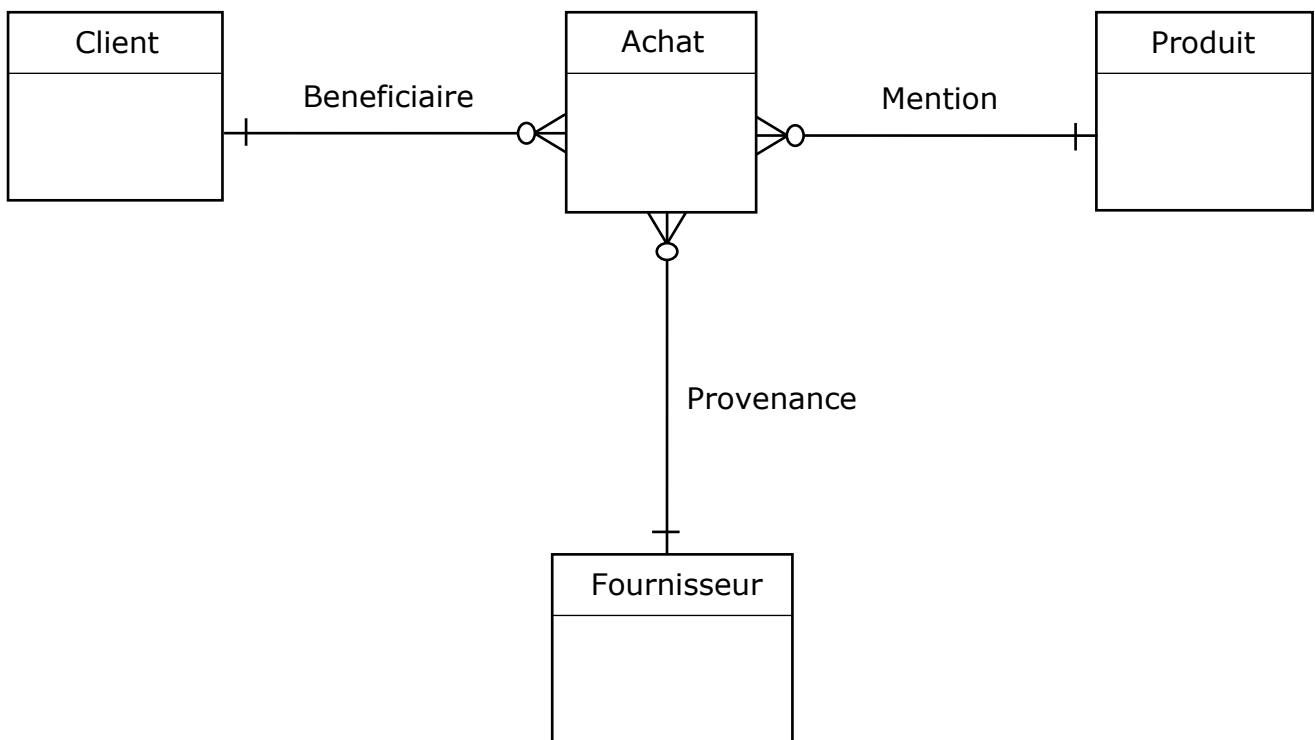 Client
Achat
Produit
Beneficiaire
Mention
Provenance
Fournisseur